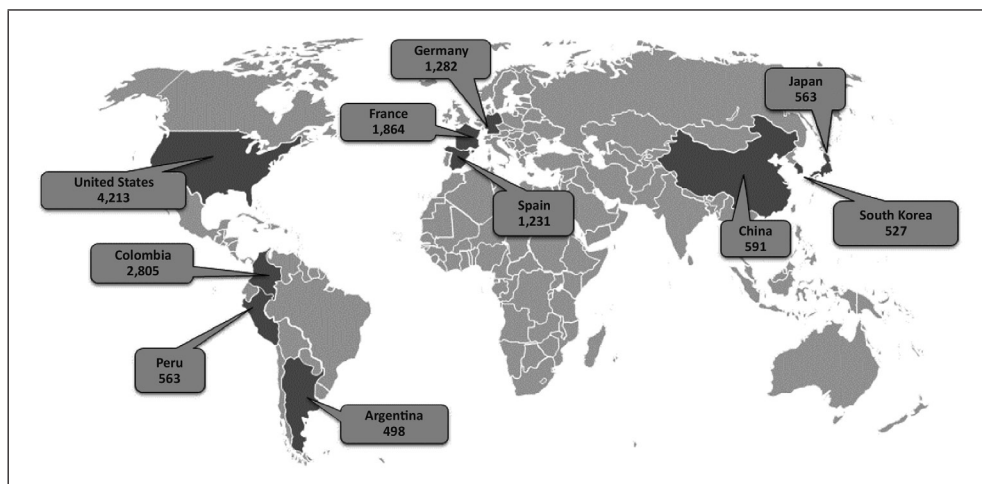 Germany
1,282
Japan
563
France
1,864
United States
4,213
Spain
1,231
South Korea
527
China
591
Colombia
2,805
Peru
563
Argentina
498